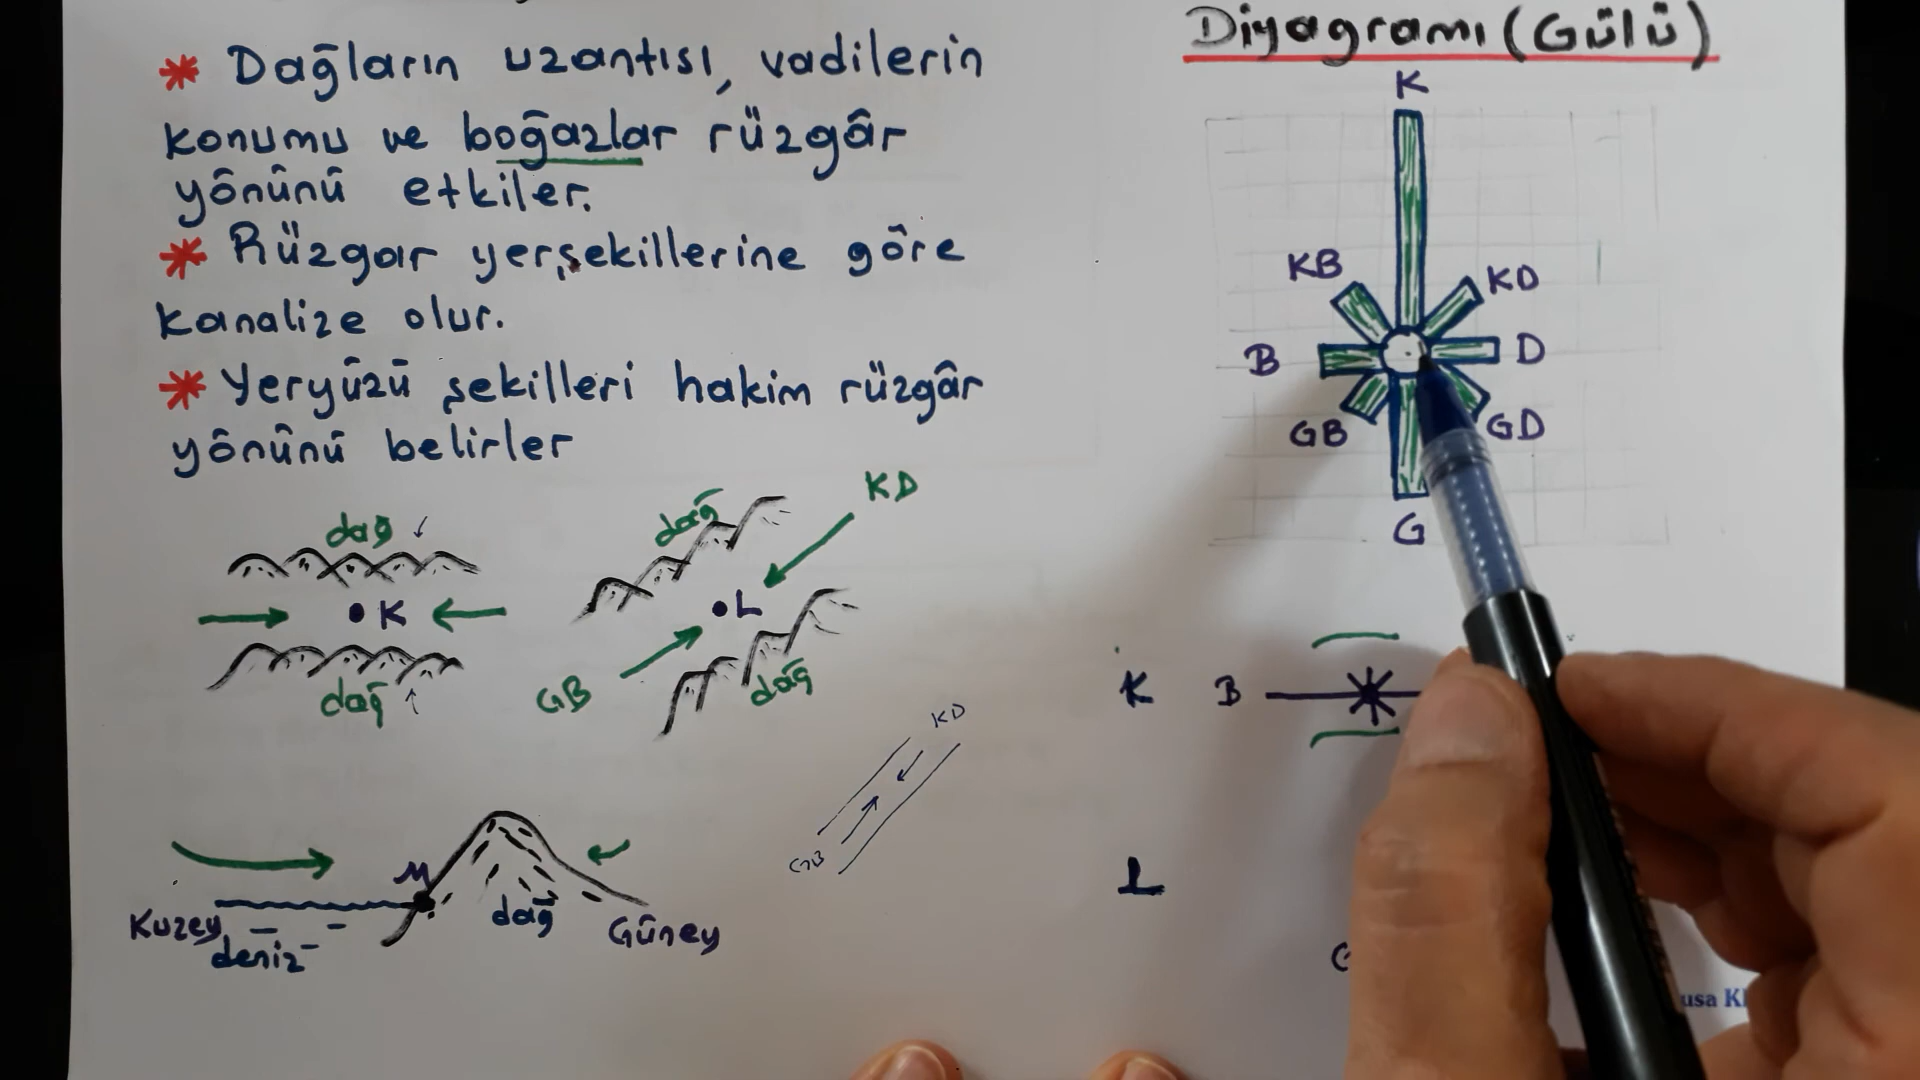 * Dağların uzantısı, vadilerin
konumu ve boğazlar rüzgâr
yönünü etkiler.
* Rüzgar yerşekillerine göre
kanalize olur.
* Yeryüzü şekilleri hakim rüzgâr
yönünü belirler
dağ
K
dağ
dağ
KD
L
GB
dağ
KD
GB
M
dağ
Kuzey
deniz
Güney
Diyagramı (Gülü)
K
KB
KD
B
D
GB
GD
G
K B
L